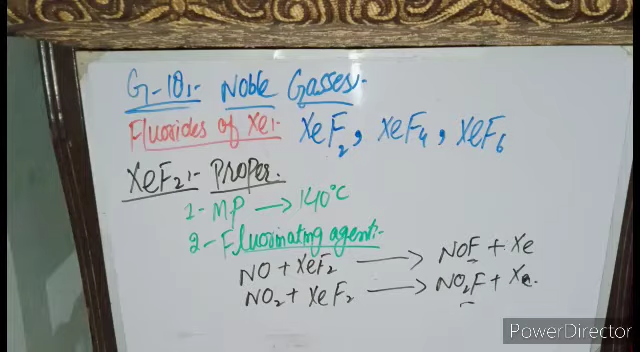 G-18:- Noble Gasses:-
Fluorides of Xe:- XeF2, XeF4, XeF6
XeF2:- Proper.
1- MP → 140°C
2- Fluorinating agent:-
NO + XeF2 → NOF + Xe
NO2 + XeF2 → NO2F + Xe.
PowerDirector